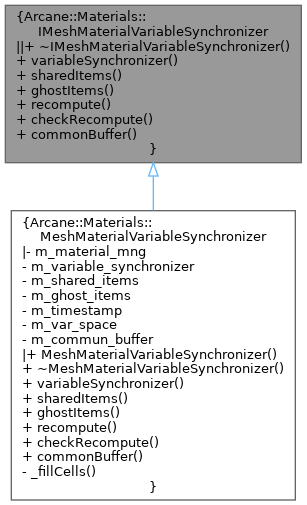 {Arcane::Materials::
IMeshMaterialVariableSynchronizer
||+ ~IMeshMaterialVariableSynchronizer()
+ variableSynchronizer()
+ sharedItems()
+ ghostItems()
+ recompute()
+ checkRecompute()
+ commonBuffer()
}
{Arcane::Materials::
MeshMaterialVariableSynchronizer
|- m_material_mng
- m_variable_synchronizer
- m_shared_items
- m_ghost_items
- m_timestamp
- m_var_space
- m_commun_buffer
|+ MeshMaterialVariableSynchronizer()
+ ~MeshMaterialVariableSynchronizer()
+ variableSynchronizer()
+ sharedItems()
+ ghostItems()
+ recompute()
+ checkRecompute()
+ commonBuffer()
- _fillCells()
}